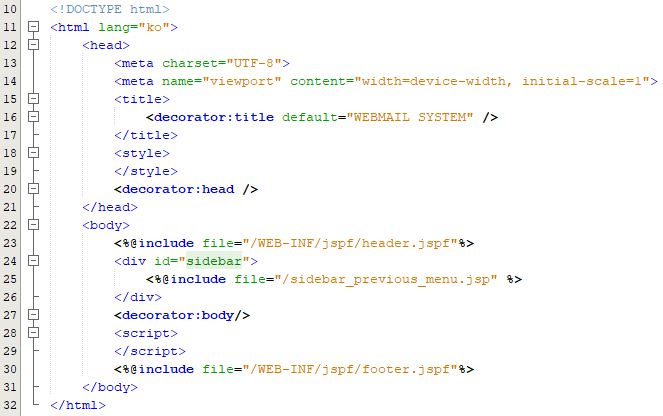 10 <!DOCTYPE html>
11 <html lang="ko">
12 <head>
13 <meta charset="UTF-8">
14 <meta name="viewport" content="width=device-width, initial-scale=1">
15 <title>
16 <decorator:title default="WEBMAIL SYSTEM" />
17 </title>
18 <style>
19 </style>
20 <decorator:head />
21 </head>
22 <body>
23 <%@include file="/WEB-INF/jspf/header.jspf"%>
24 <div id="sidebar">
25 <%@include file="/sidebar_previous_menu.jsp" %>
26 </div>
27 <decorator:body/>
28 <script>
29 </script>
30 <%@include file="/WEB-INF/jspf/footer.jspf"%>
31 </body>
32 </html>